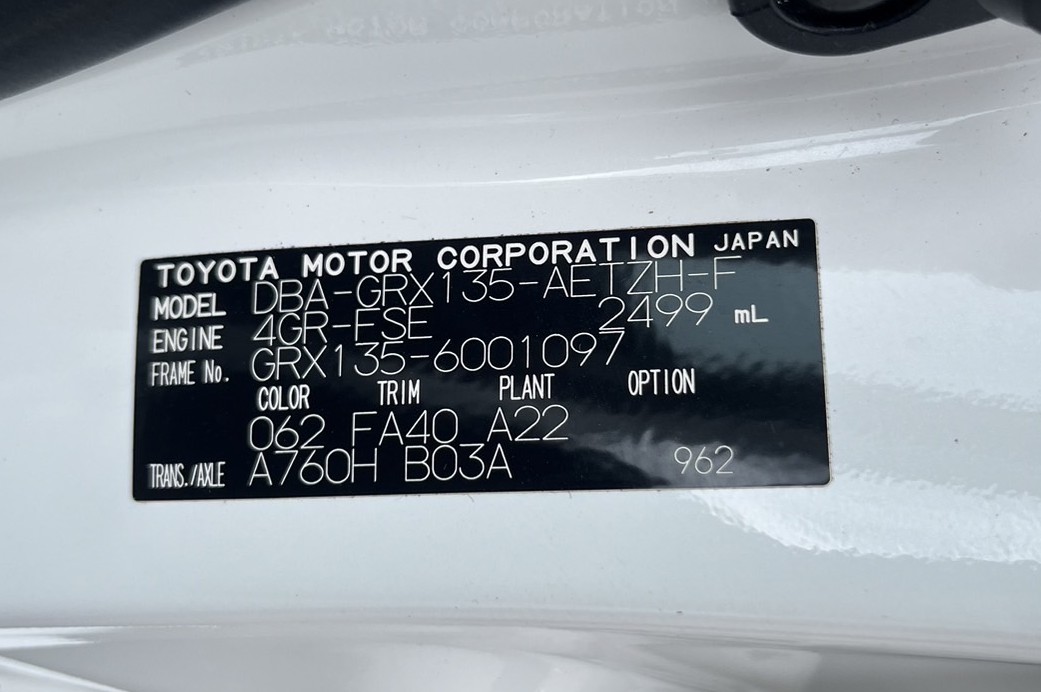 TOYOTA MOTOR CORPORATION JAPAN
MODEL DBA-GRX135-AETZH-F
ENGINE 4GR-FSE 2499 mL
FRAME No. GRX135-6001097
COLOR TRIM PLANT OPTION
062 FA40 A22
TRANS./AXLE A760H B03A 962